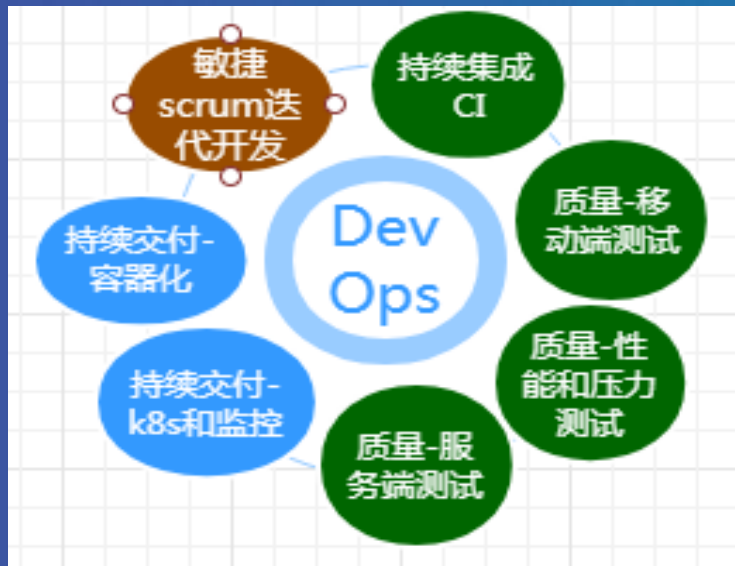 敏捷
scrum迭
代开发
持续集成
CI
质量-移
动端测试
质量-性
能和压力
测试
质量-服
务端测试
持续交付-
k8s和监控
持续交付-
容器化
Dev
Ops